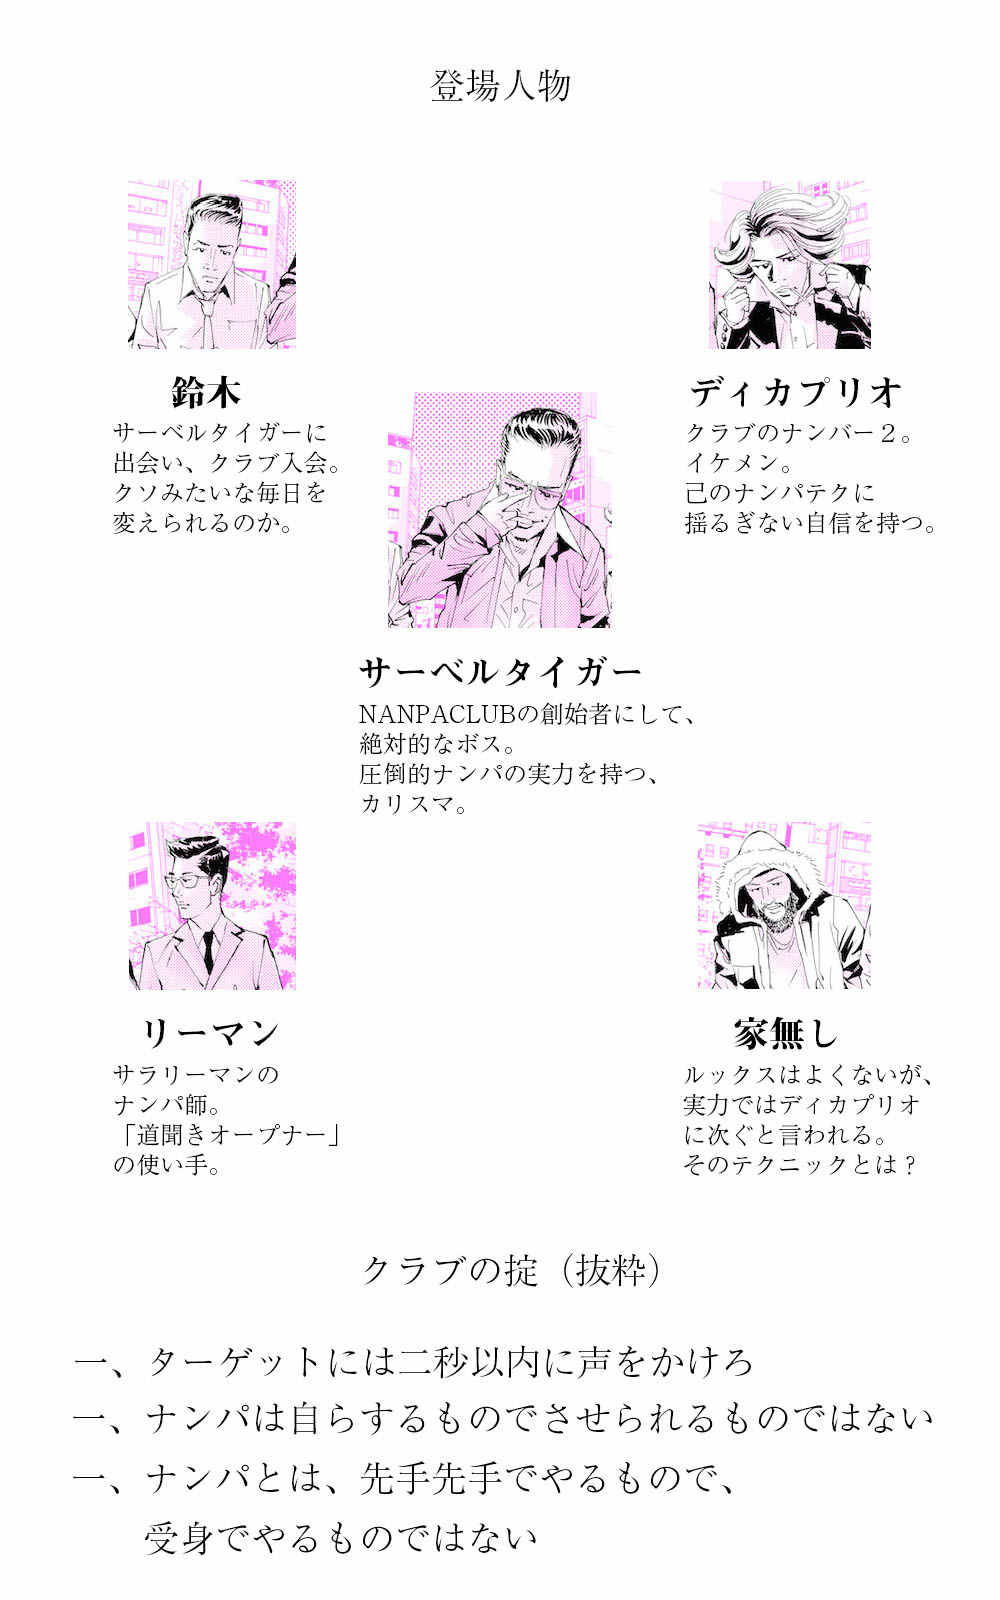 登場人物
鈴木
サーベルタイガーに
出会い、クラブ入会。
クソみたいな毎日を
変えられるのか。
ディカプリオ
クラブのナンバー２。
イケメン。
己のナンパテクに
揺るぎない自信を持つ。
サーベルタイガー
NANPACLUBの創始者にして、
絶対的なボス。
圧倒的ナンパの実力を持つ、
カリスマ。
リーマン
サラリーマンの
ナンパ師。
「道聞きオープナー」
の使い手。
家無し
ルックスはよくないが、
実力ではディカプリオ
に次ぐと言われる。
そのテクニックとは？
クラブの掟（抜粋）
一、ターゲットには二秒以内に声をかけろ
一、ナンパは自らするものでさせられるものではない
一、ナンパとは、先手先手でやるもので、
受身でやるものではない